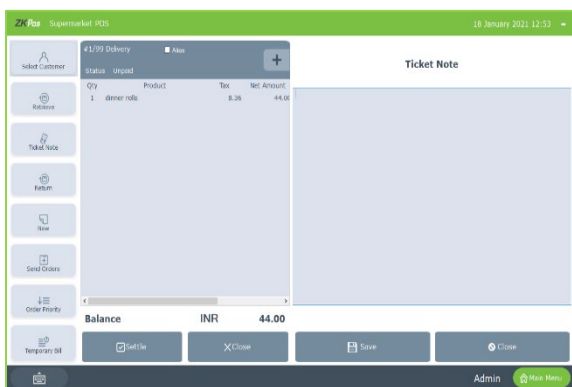 ZKPos Supermarket POS
18 January 2021 12:53
Select Customer
Retrieve
Ticket Note
Return
New
Send Orders
Order Priority
Temporary Bill
#1/99 Delivery
Alias
+
Status Unpaid
Qty Product Tax Net Amount
1 dinner rolls 8.36 44.00
Balance INR 44.00
Settle
Close
Ticket Note
Save
Close
Admin
Main Menu